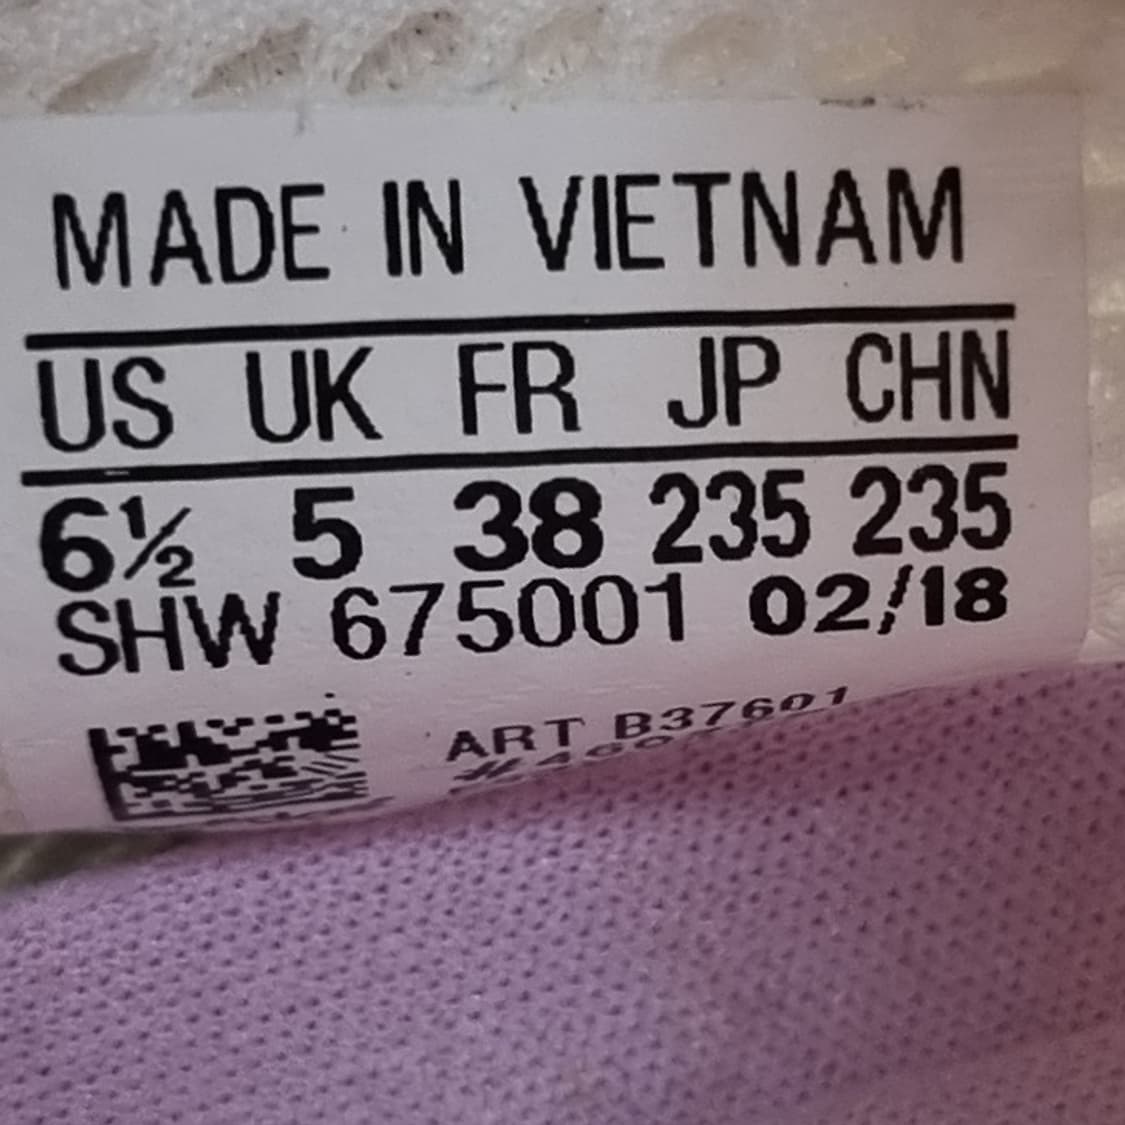 MADE IN VIETNAM
US UK FR JP CHN
6½ 5 38 235 235
SHW 675001 02/18
ART B37601